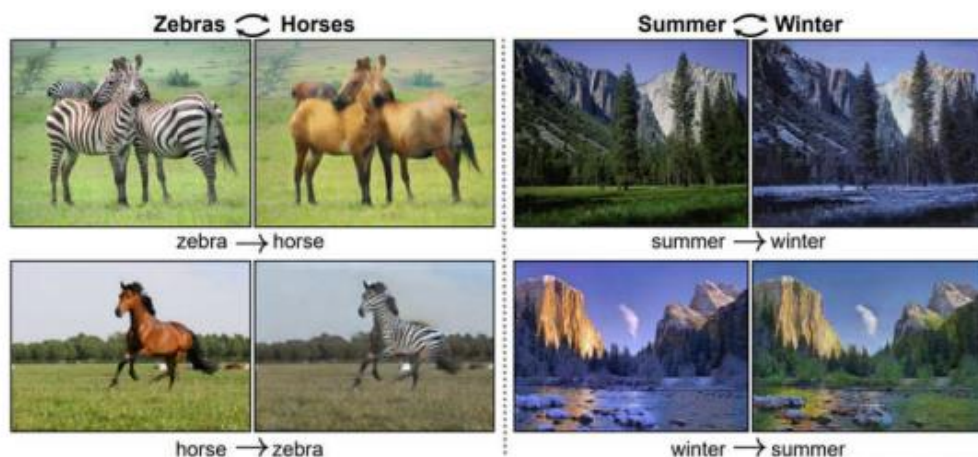 Zebras ⇄ Horses
zebra → horse
horse → zebra
Summer ⇄ Winter
summer → winter
winter → summer